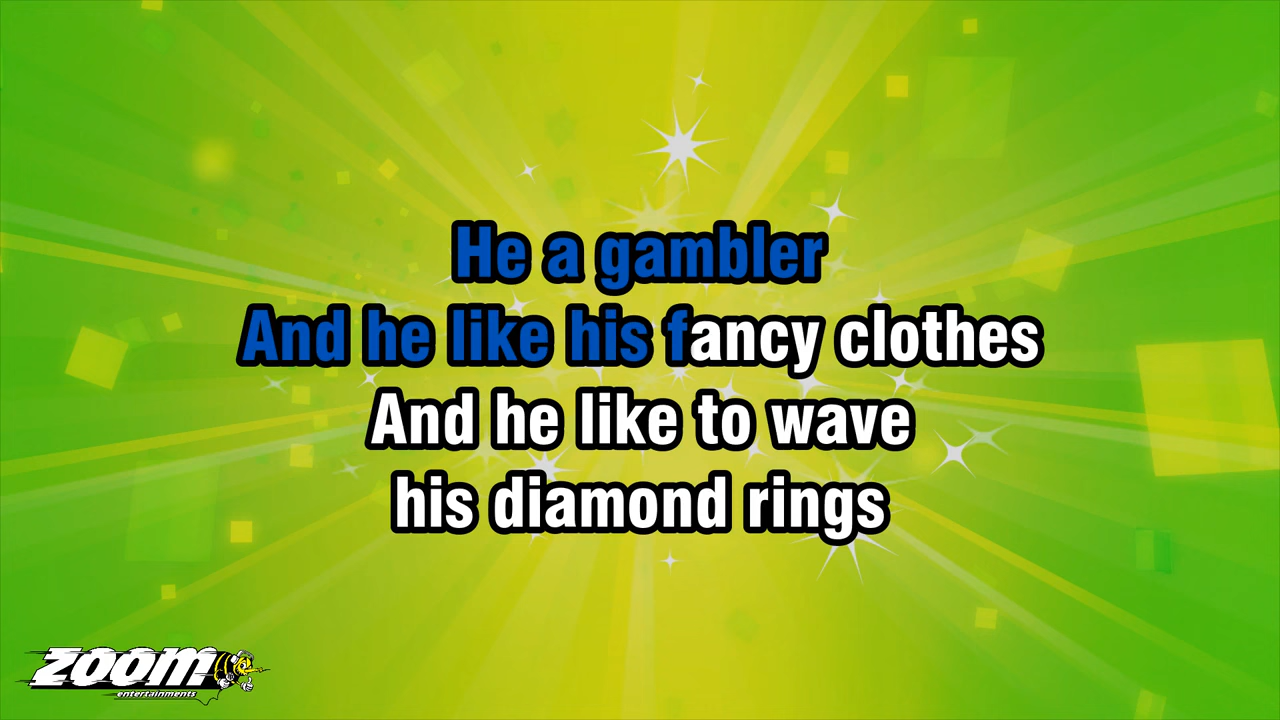 He a gambler
And he like his fancy clothes
And he like to wave
his diamond rings
zoom
entertainments